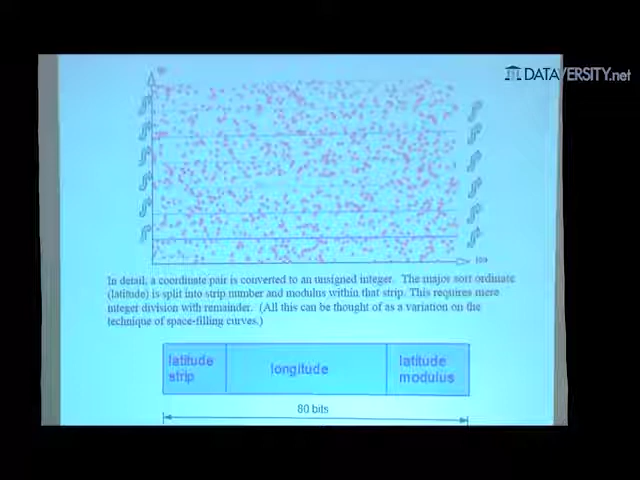 DATAVERSITY.net
In detail, a coordinate pair is converted to an unsigned integer. The major sort ordinate
(latitude) is split into strip number and modulus within that strip. This requires mere
integer division with remainder. (All this can be thought of as a variation on the
technique of space-filling curves.)
latitude
strip
longitude
latitude
modulus
80 bits